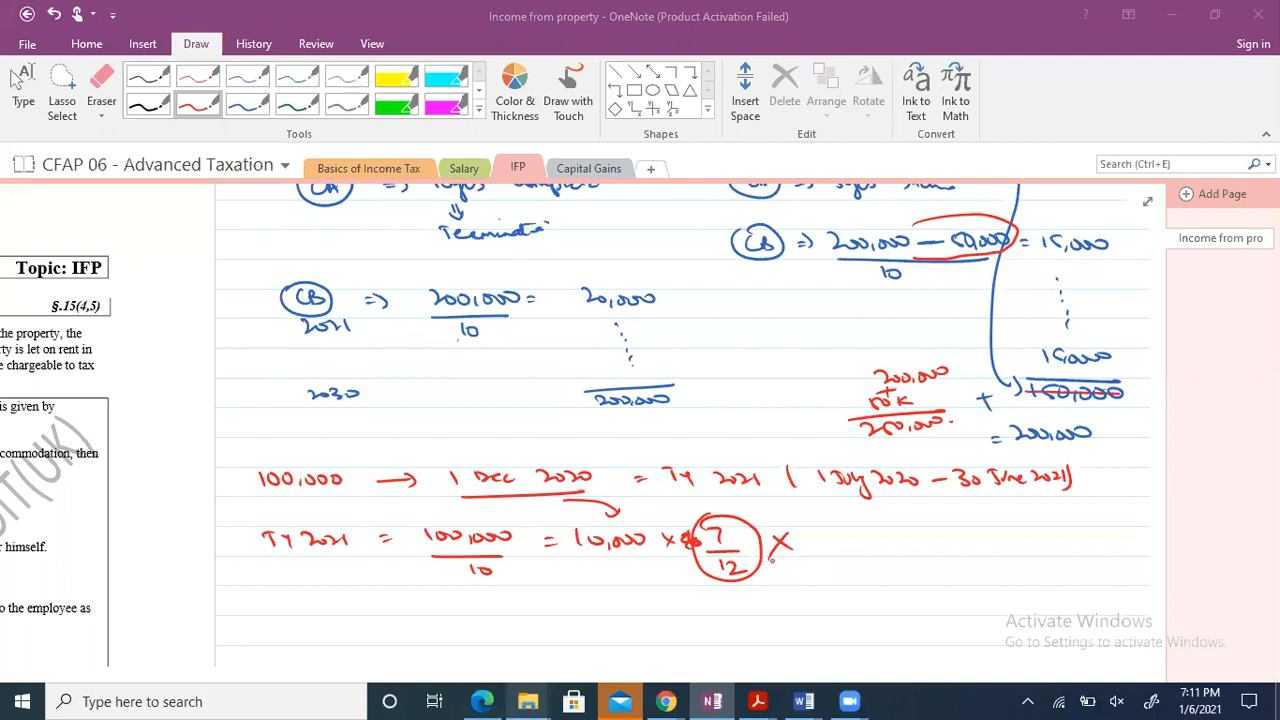 Income from property - OneNote (Product Activation Failed)
Sign in
File Home Insert Draw History Review View
Type
Lasso Select
Eraser
Color & Thickness
Draw with Touch
Insert Space
Delete
Arrange
Rotate
Ink to Text
Ink to Math
Tools
Shapes
Edit
Convert
CFAP 06 - Advanced Taxation
Basics of Income Tax
Salary
IFP
Capital Gains
Search (Ctrl+E)
Add Page
Income from pro
Topic: IFP
§.15(4,5)
the property, the
rty is let on rent in
e chargeable to tax
is given by
commodation, then
r himself.
o the employee as
DIT(UK)
CB => 200,000 — 50,000 = 15,000
10
15,000
150,000
+
= 200,000
CB => 200,000 = 20,000
2021 10
2030 200,000
200,000
+
50K
250,000.
100,000 → 1 Dec 2020 = TY 2021 ( 1 July 2020 - 30 June 2021)
TY 2021 = 100,000 = 10,000 x 7 X
10 12
Activate Windows
Go to Settings to activate Windows.
Type here to search
7:11 PM
1/6/2021